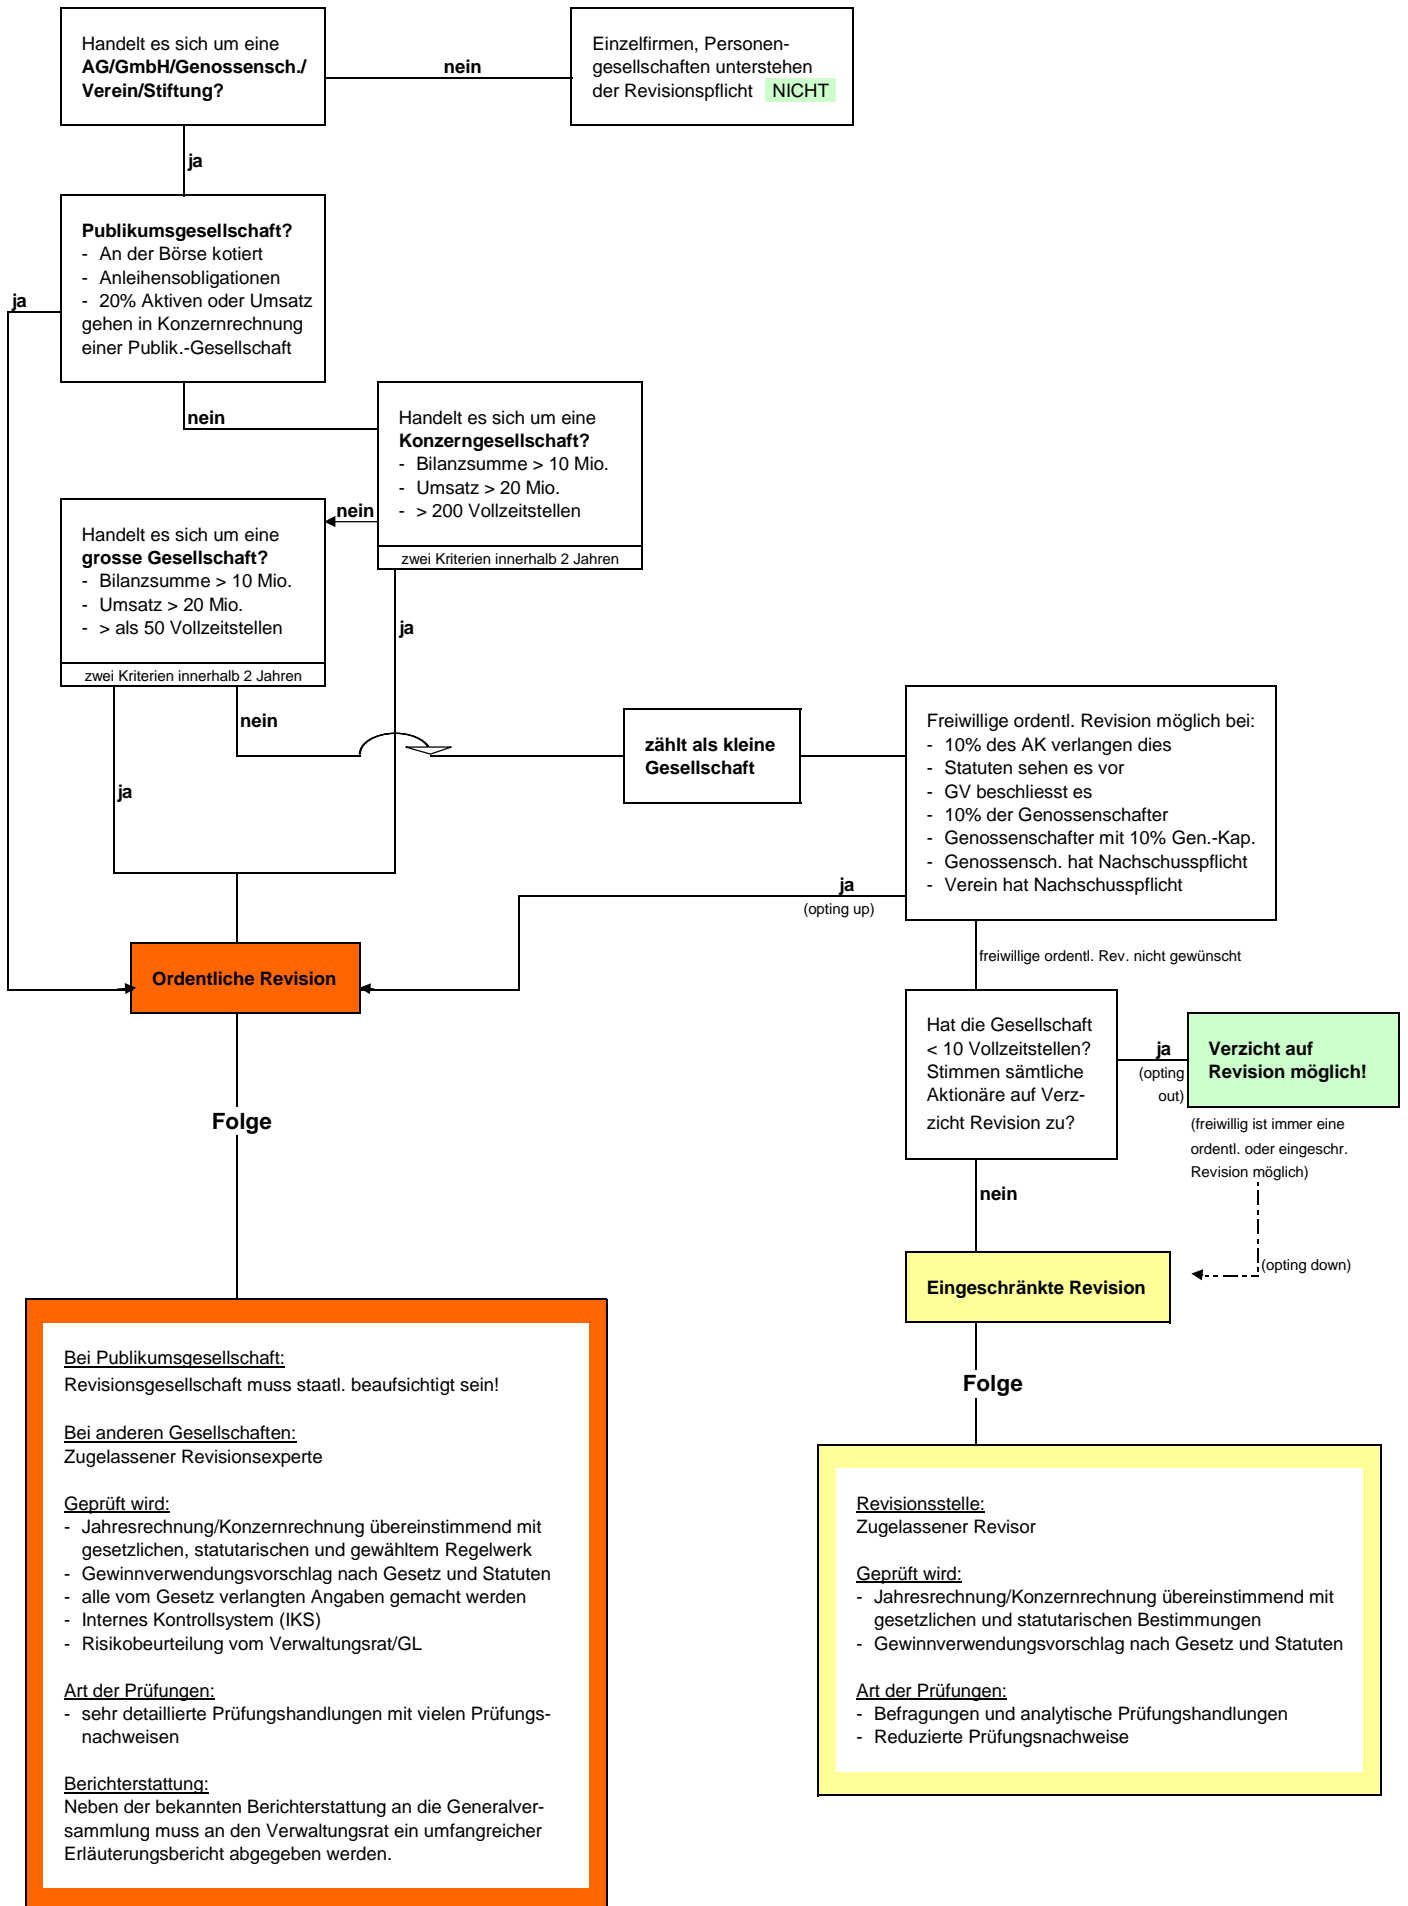 Handelt es sich um eine
AG/GmbH/Genossensch./
Verein/Stiftung?
nein
Einzelfirmen, Personen-
gesellschaften unterstehen
der Revisionspflicht NICHT
ja
Publikumsgesellschaft?
- An der Börse kotiert
- Anleihensobligationen
- 20% Aktiven oder Umsatz
gehen in Konzernrechnung
einer Publik.-Gesellschaft
ja
nein
Handelt es sich um eine
Konzerngesellschaft?
- Bilanzsumme > 10 Mio.
- Umsatz > 20 Mio.
- > 200 Vollzeitstellen
zwei Kriterien innerhalb 2 Jahren
nein
Handelt es sich um eine
grosse Gesellschaft?
- Bilanzsumme > 10 Mio.
- Umsatz > 20 Mio.
- > als 50 Vollzeitstellen
zwei Kriterien innerhalb 2 Jahren
ja
nein
ja
zählt als kleine
Gesellschaft
Freiwillige ordentl. Revision möglich bei:
- 10% des AK verlangen dies
- Statuten sehen es vor
- GV beschliesst es
- 10% der Genossenschafter
- Genossenschafter mit 10% Gen.-Kap.
- Genossensch. hat Nachschusspflicht
- Verein hat Nachschusspflicht
ja
(opting up)
freiwillige ordentl. Rev. nicht gewünscht
Ordentliche Revision
Hat die Gesellschaft
< 10 Vollzeitstellen?
Stimmen sämtliche
Aktionäre auf Verz-
zicht Revision zu?
ja
(opting
out)
Verzicht auf
Revision möglich!
(freiwillig ist immer eine
ordentl. oder eingeschr.
Revision möglich)
Folge
nein
(opting down)
Eingeschränkte Revision
Folge
Bei Publikumsgesellschaft:
Revisionsgesellschaft muss staatl. beaufsichtigt sein!
Bei anderen Gesellschaften:
Zugelassener Revisionsexperte
Geprüft wird:
- Jahresrechnung/Konzernrechnung übereinstimmend mit
gesetzlichen, statutarischen und gewähltem Regelwerk
- Gewinnverwendungsvorschlag nach Gesetz und Statuten
- alle vom Gesetz verlangten Angaben gemacht werden
- Internes Kontrollsystem (IKS)
- Risikobeurteilung vom Verwaltungsrat/GL
Art der Prüfungen:
- sehr detaillierte Prüfungshandlungen mit vielen Prüfungs-
nachweisen
Berichterstattung:
Neben der bekannten Berichterstattung an die Generalver-
sammlung muss an den Verwaltungsrat ein umfangreicher
Erläuterungsbericht abgegeben werden.
Revisionsstelle:
Zugelassener Revisor
Geprüft wird:
- Jahresrechnung/Konzernrechnung übereinstimmend mit
gesetzlichen und statutarischen Bestimmungen
- Gewinnverwendungsvorschlag nach Gesetz und Statuten
Art der Prüfungen:
- Befragungen und analytische Prüfungshandlungen
- Reduzierte Prüfungsnachweise